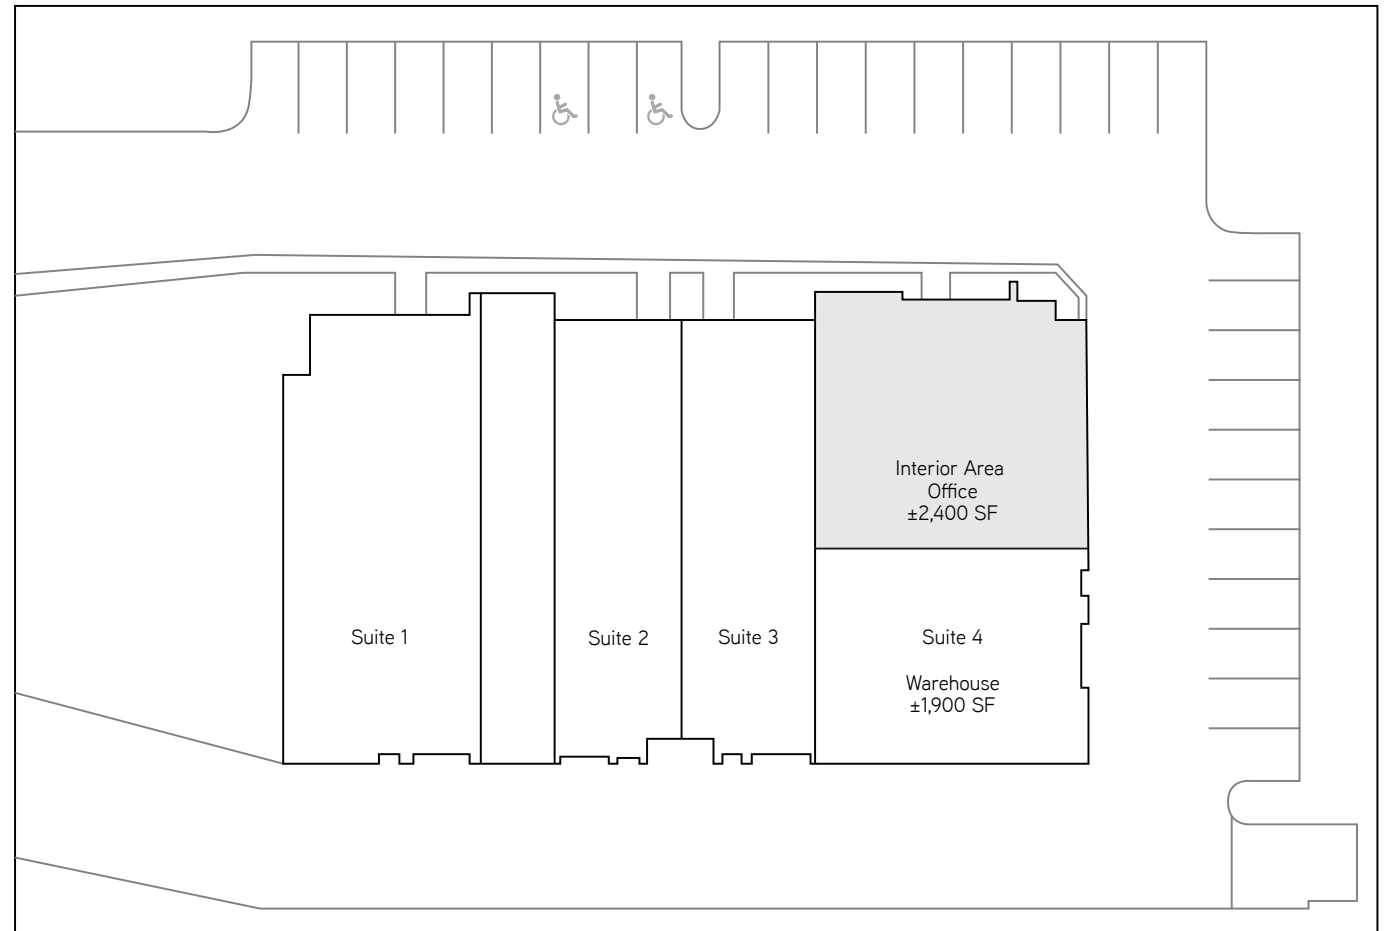 Interior Area
Office
±2,400 SF
Suite 1
Suite 2
Suite 3
Suite 4
Warehouse
±1,900 SF